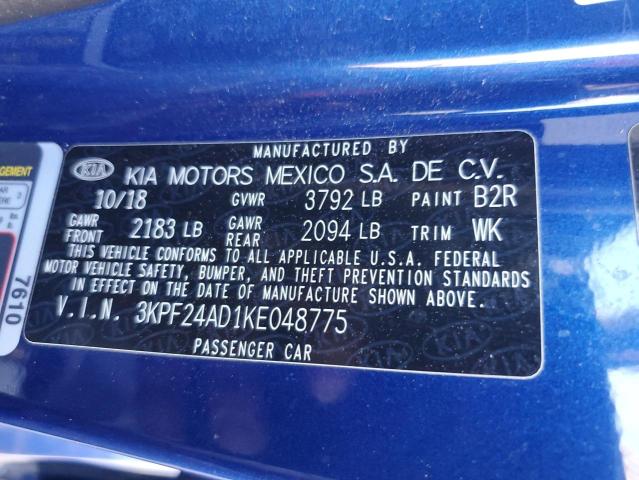 MANUFACTURED BY
KIA KIA MOTORS MEXICO S.A. DE C.V.
10/18 GVWR 3792 LB PAINT B2R
GAWR FRONT 2183 LB GAWR REAR 2094 LB TRIM WK
THIS VEHICLE CONFORMS TO ALL APPLICABLE U.S.A. FEDERAL
MOTOR VEHICLE SAFETY, BUMPER, AND THEFT PREVENTION STANDARDS
IN EFFECT ON THE DATE OF MANUFACTURE SHOWN ABOVE.
V.I.N. 3KPF24AD1KE048775
PASSENGER CAR
7610